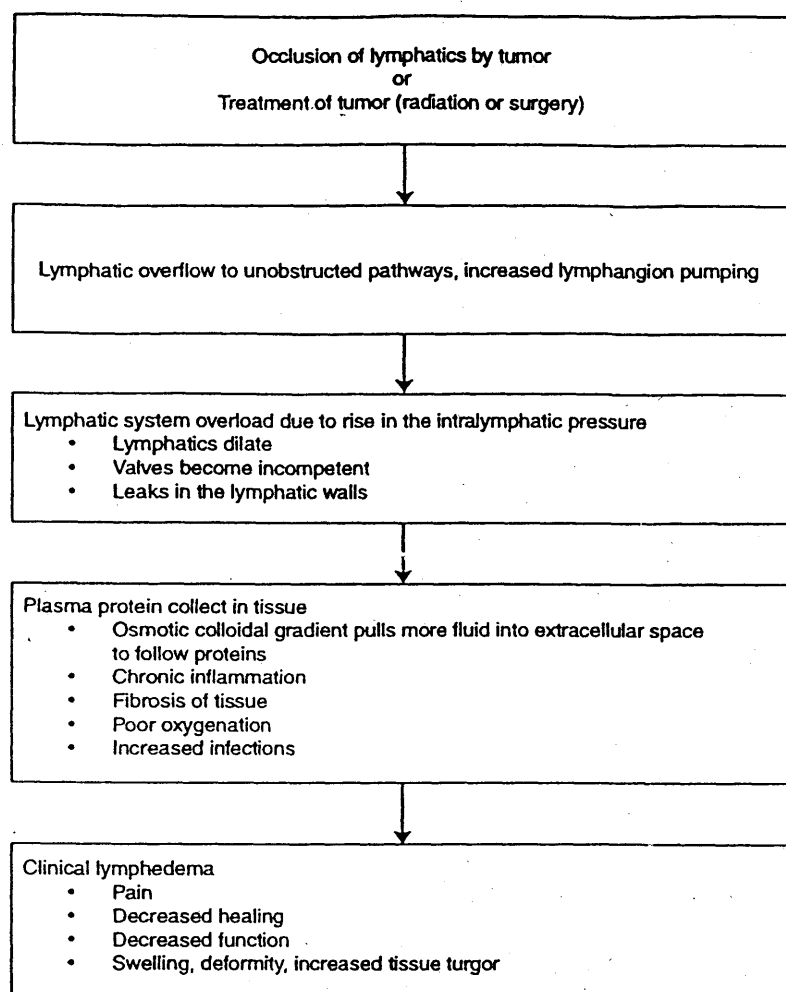 Occlusion of lymphatics by tumor
or
Treatment of tumor (radiation or surgery)
Lymphatic overflow to unobstructed pathways, increased lymphangion pumping
Lymphatic system overload due to rise in the intralymphatic pressure
• Lymphatics dilate
• Valves become incompetent
• Leaks in the lymphatic walls
Plasma protein collect in tissue
• Osmotic colloidal gradient pulls more fluid into extracellular space
to follow proteins
• Chronic inflammation
• Fibrosis of tissue
• Poor oxygenation
• Increased infections
Clinical lymphedema
• Pain
• Decreased healing
• Decreased function
• Swelling, deformity, increased tissue turgor